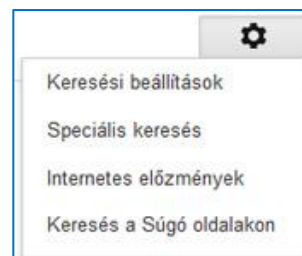 Keresési beállítások
Speciális keresés
Internetes előzmények
Keresés a Súgó oldalakon